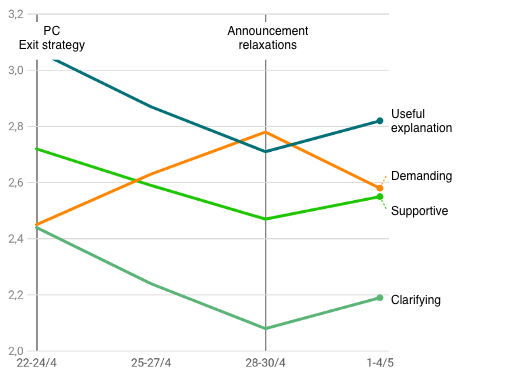 3,2
PC
Exit strategy
Announcement
relaxations
3,0
2,8
2,6
2,4
2,2
2,0
Useful
explanation
Demanding
Supportive
Clarifying
22-24/4
25-27/4
28-30/4
1-4/5